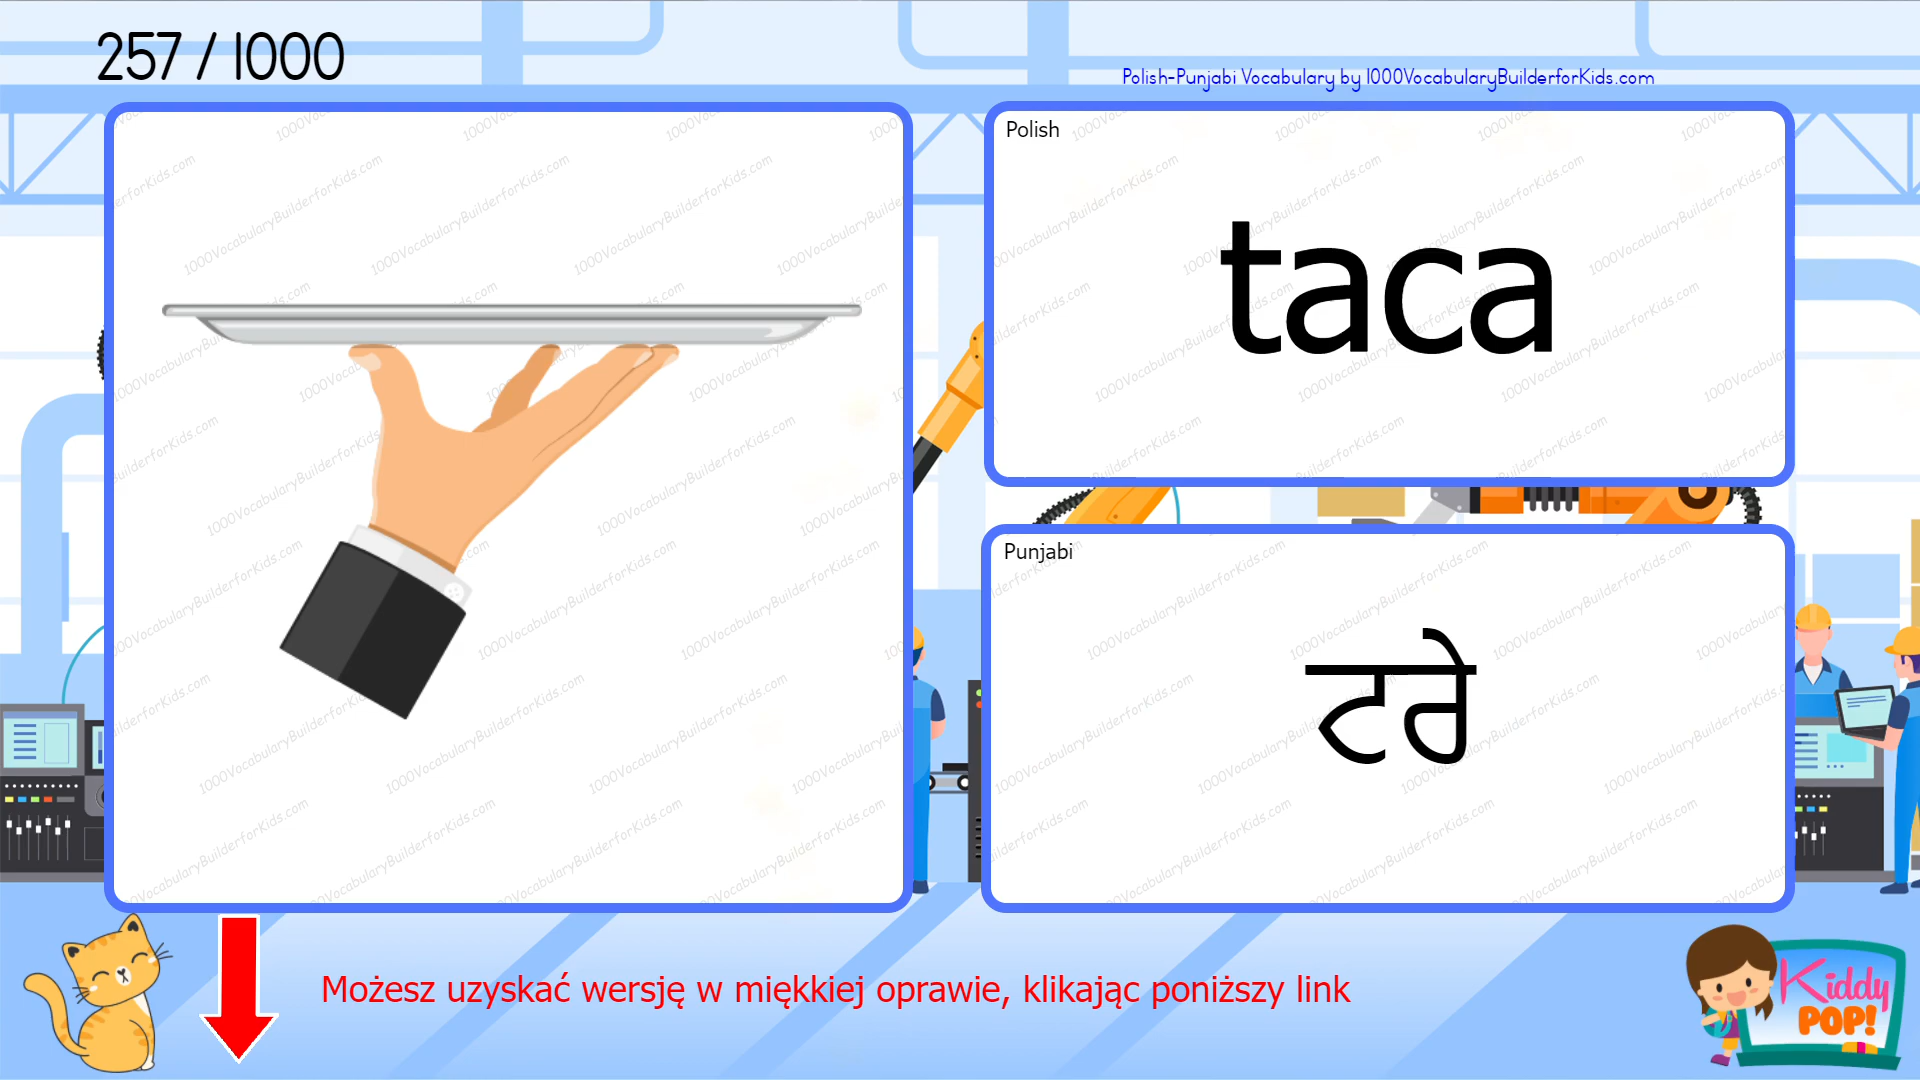 257 / 1000
Polish-Punjabi Vocabulary by 1000VocabularyBuilderforKids.com
Polish
taca
Punjabi
ਟਰੇ
Możesz uzyskać wersję w miękkiej oprawie, klikając poniższy link
Kiddy
POP!